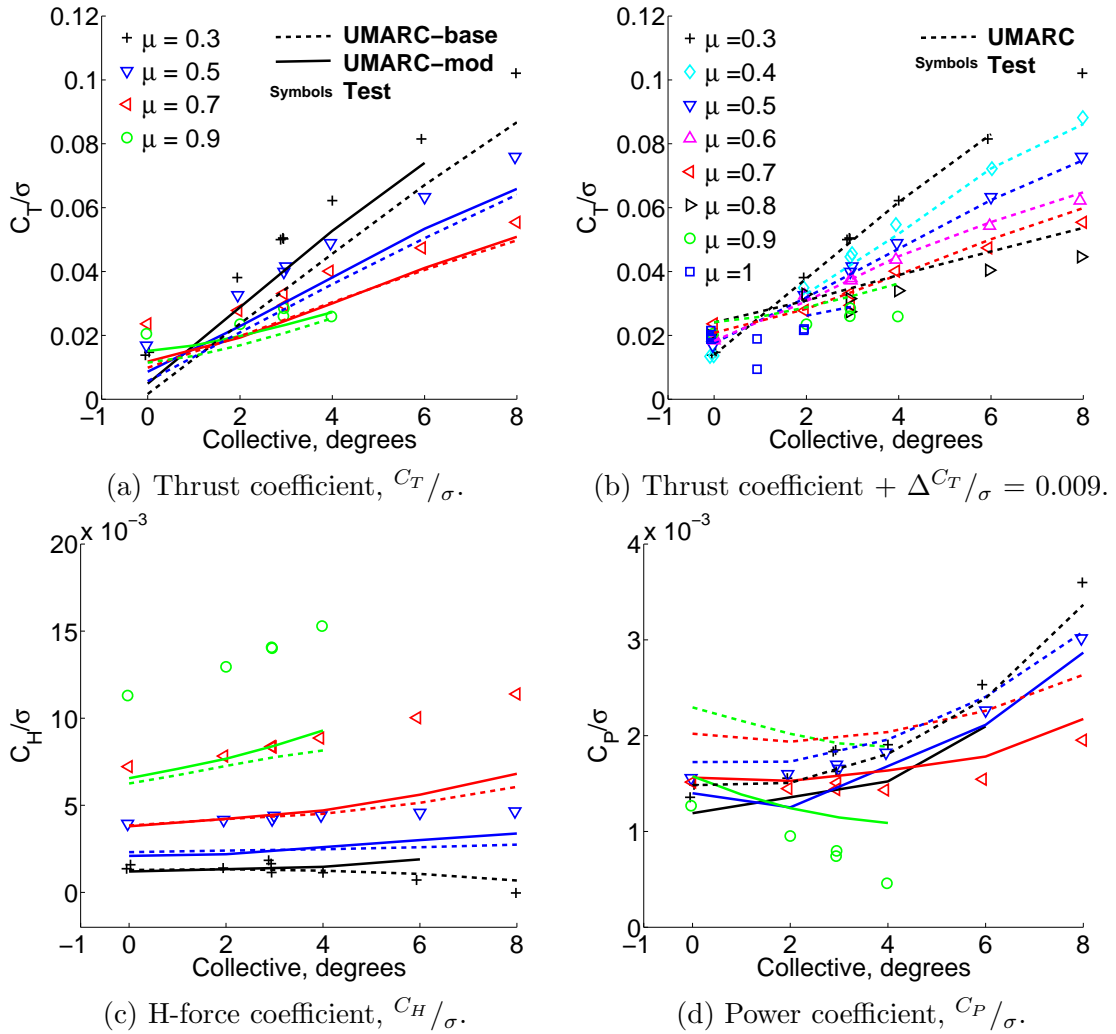 0.12
0.1
0.08
0.06
0.04
0.02
0
C_T/σ
μ = 0.3
μ = 0.5
μ = 0.7
μ = 0.9
UMARC-base
UMARC-mod
Symbols Test
−1 0 2 4 6 8
Collective, degrees
(a) Thrust coefficient, C_T/σ.
0.12
0.1
0.08
0.06
0.04
0.02
0
C_T/σ
μ =0.3
μ =0.4
μ =0.5
μ =0.6
μ =0.7
μ =0.8
μ =0.9
μ =1
UMARC
Symbols Test
−1 0 2 4 6 8
Collective, degrees
(b) Thrust coefficient + ΔC_T/σ = 0.009.
x 10⁻³
20
15
10
5
0
C_H/σ
−1 0 2 4 6 8
Collective, degrees
(c) H-force coefficient, C_H/σ.
x 10⁻³
4
3
2
1
0
C_P/σ
−1 0 2 4 6 8
Collective, degrees
(d) Power coefficient, C_P/σ.